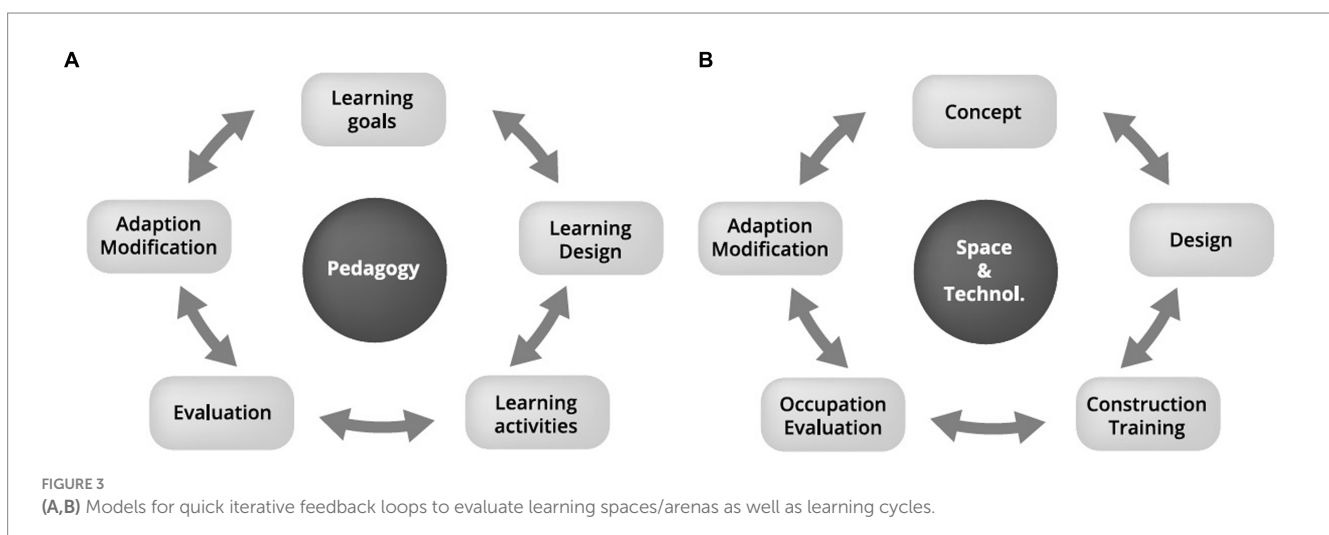 A
Learning
goals
Adaption
Modification
Pedagogy
Learning
Design
Evaluation
Learning
activities
B
Concept
Adaption
Modification
Space
&
Technol.
Design
Occupation
Evaluation
Construction
Training
FIGURE 3
(A,B) Models for quick iterative feedback loops to evaluate learning spaces/arenas as well as learning cycles.